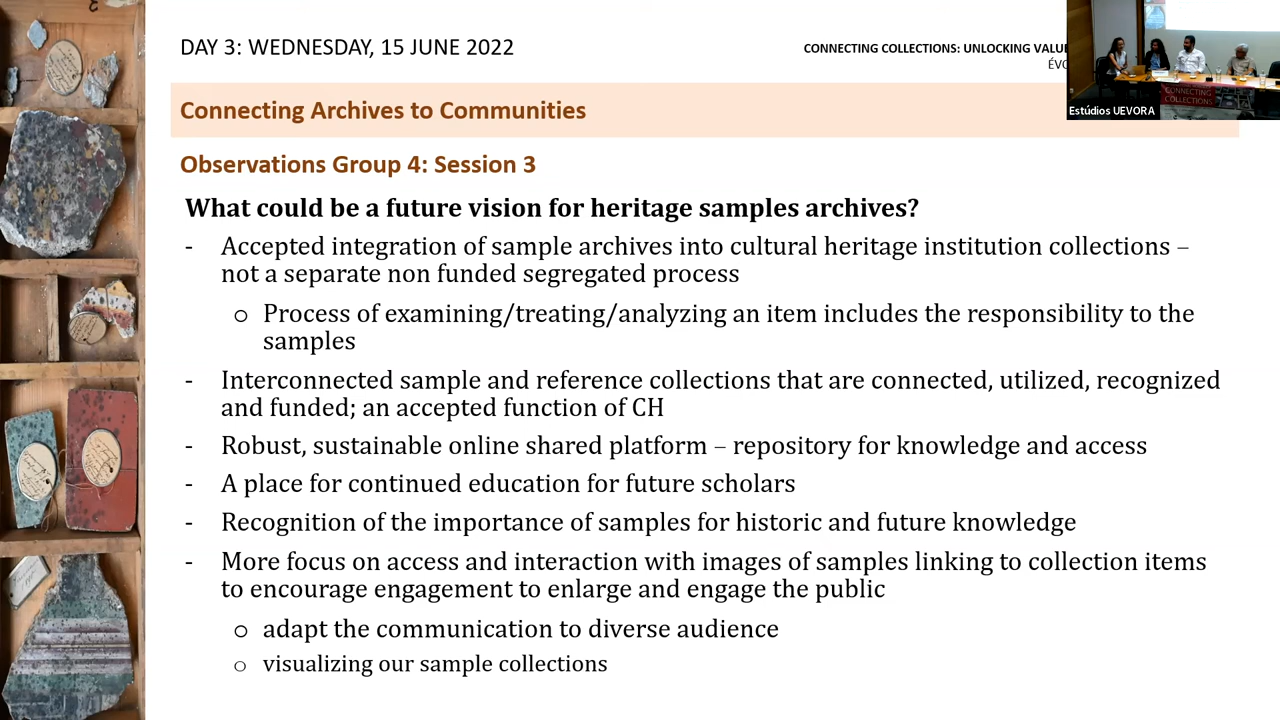 DAY 3: WEDNESDAY, 15 JUNE 2022
CONNECTING COLLECTIONS: UNLOCKING VALU
ÉVO
Estúdios UEVORA
CONNECTING
COLLECTIONS
Connecting Archives to Communities
Observations Group 4: Session 3
What could be a future vision for heritage samples archives?
- Accepted integration of sample archives into cultural heritage institution collections –
not a separate non funded segregated process
o Process of examining/treating/analyzing an item includes the responsibility to the
samples
- Interconnected sample and reference collections that are connected, utilized, recognized
and funded; an accepted function of CH
- Robust, sustainable online shared platform – repository for knowledge and access
- A place for continued education for future scholars
- Recognition of the importance of samples for historic and future knowledge
- More focus on access and interaction with images of samples linking to collection items
to encourage engagement to enlarge and engage the public
o adapt the communication to diverse audience
o visualizing our sample collections